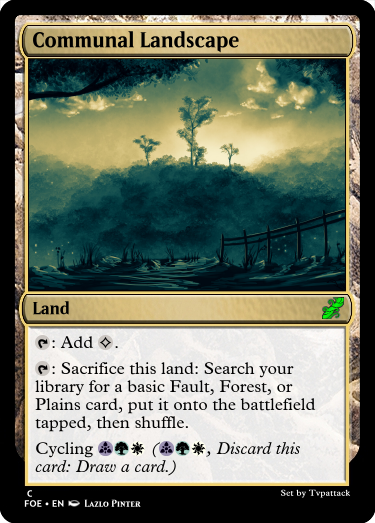 Communal Landscape
Land
: Add .
: Sacrifice this land: Search your
library for a basic Fault, Forest, or
Plains card, put it onto the battlefield
tapped, then shuffle.
Cycling (, Discard this
card: Draw a card.)
C
FOE • EN Lazlo Pinter
Set by Tvpattack